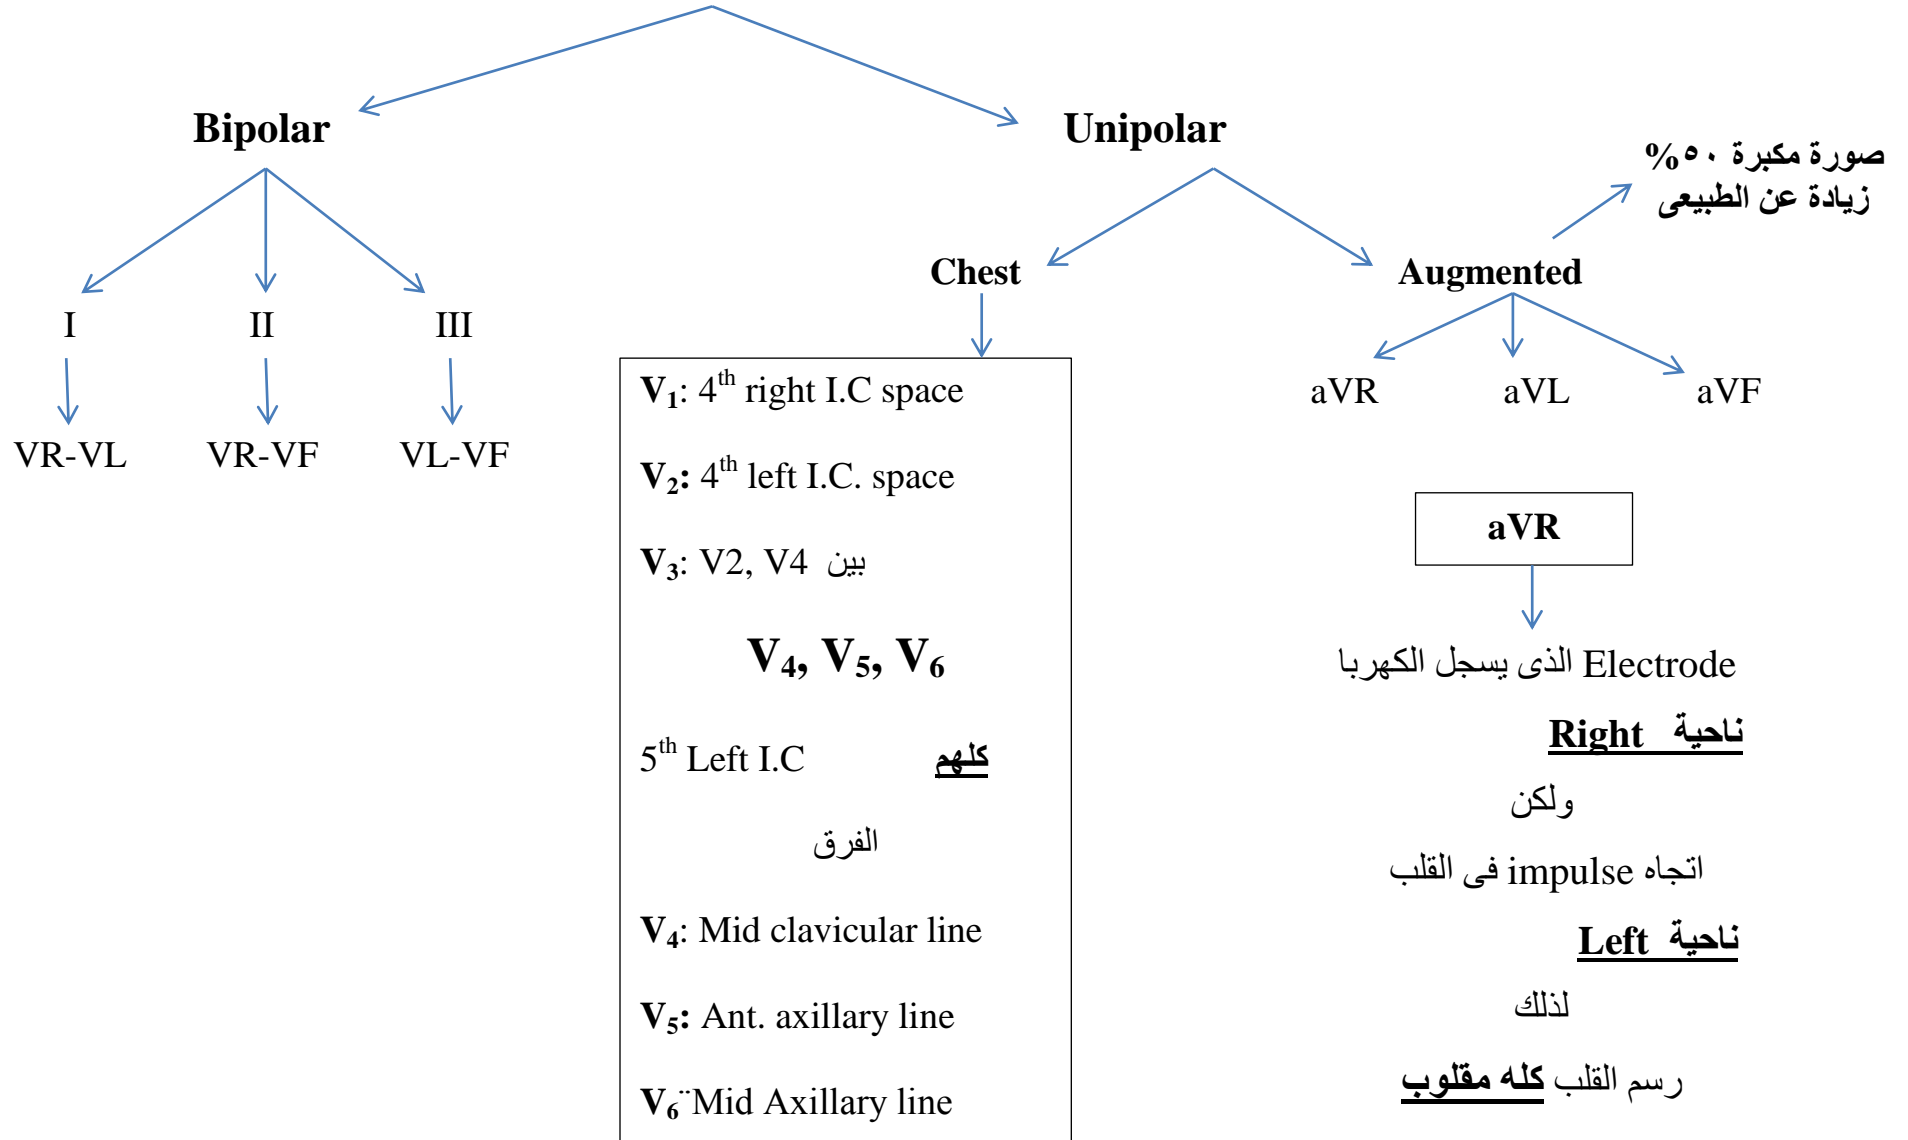 Bipolar
Unipolar
صورة مكبرة ٥٠%
زيادة عن الطبيعى
Chest
Augmented
I
II
III
VR-VL
VR-VF
VL-VF
aVR
aVL
aVF
V1: 4th right I.C space
V2: 4th left I.C. space
V3: V2, V4 بين
V4, V5, V6
5th Left I.C كلهم
الفرق
V4: Mid clavicular line
V5: Ant. axillary line
V6¨Mid Axillary line
aVR
Electrode الذى يسجل الكهربا
ناحية Right
ولكن
اتجاه impulse فى القلب
ناحية Left
لذلك
رسم القلب كله مقلوب